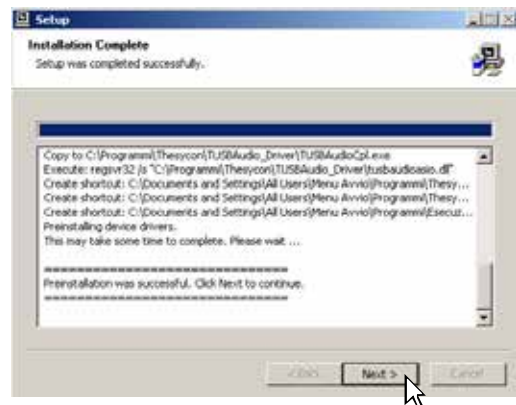 Setup
Installation Complete
Setup was completed successfully.
Copy to C:\Programmi\Thesycon\TUSBAudio_Driver\TUSBAudioCpl.exe
Execute: regsvr32 /s "C:\Programmi\Thesycon\TUSBAudio_Driver\tusbaudioasio.dll"
Create shortcut: C:\Documents and Settings\All Users\Menu Avvio\Programmi\Thesy...
Create shortcut: C:\Documents and Settings\All Users\Menu Avvio\Programmi\Thesy...
Create shortcut: C:\Documents and Settings\All Users\Menu Avvio\Programmi\Esecuz...
Preinstalling device drivers.
This may take some time to complete. Please wait ...
==============================
Preinstallation was successful. Click Next to continue.
==============================
< Back Next > Cancel